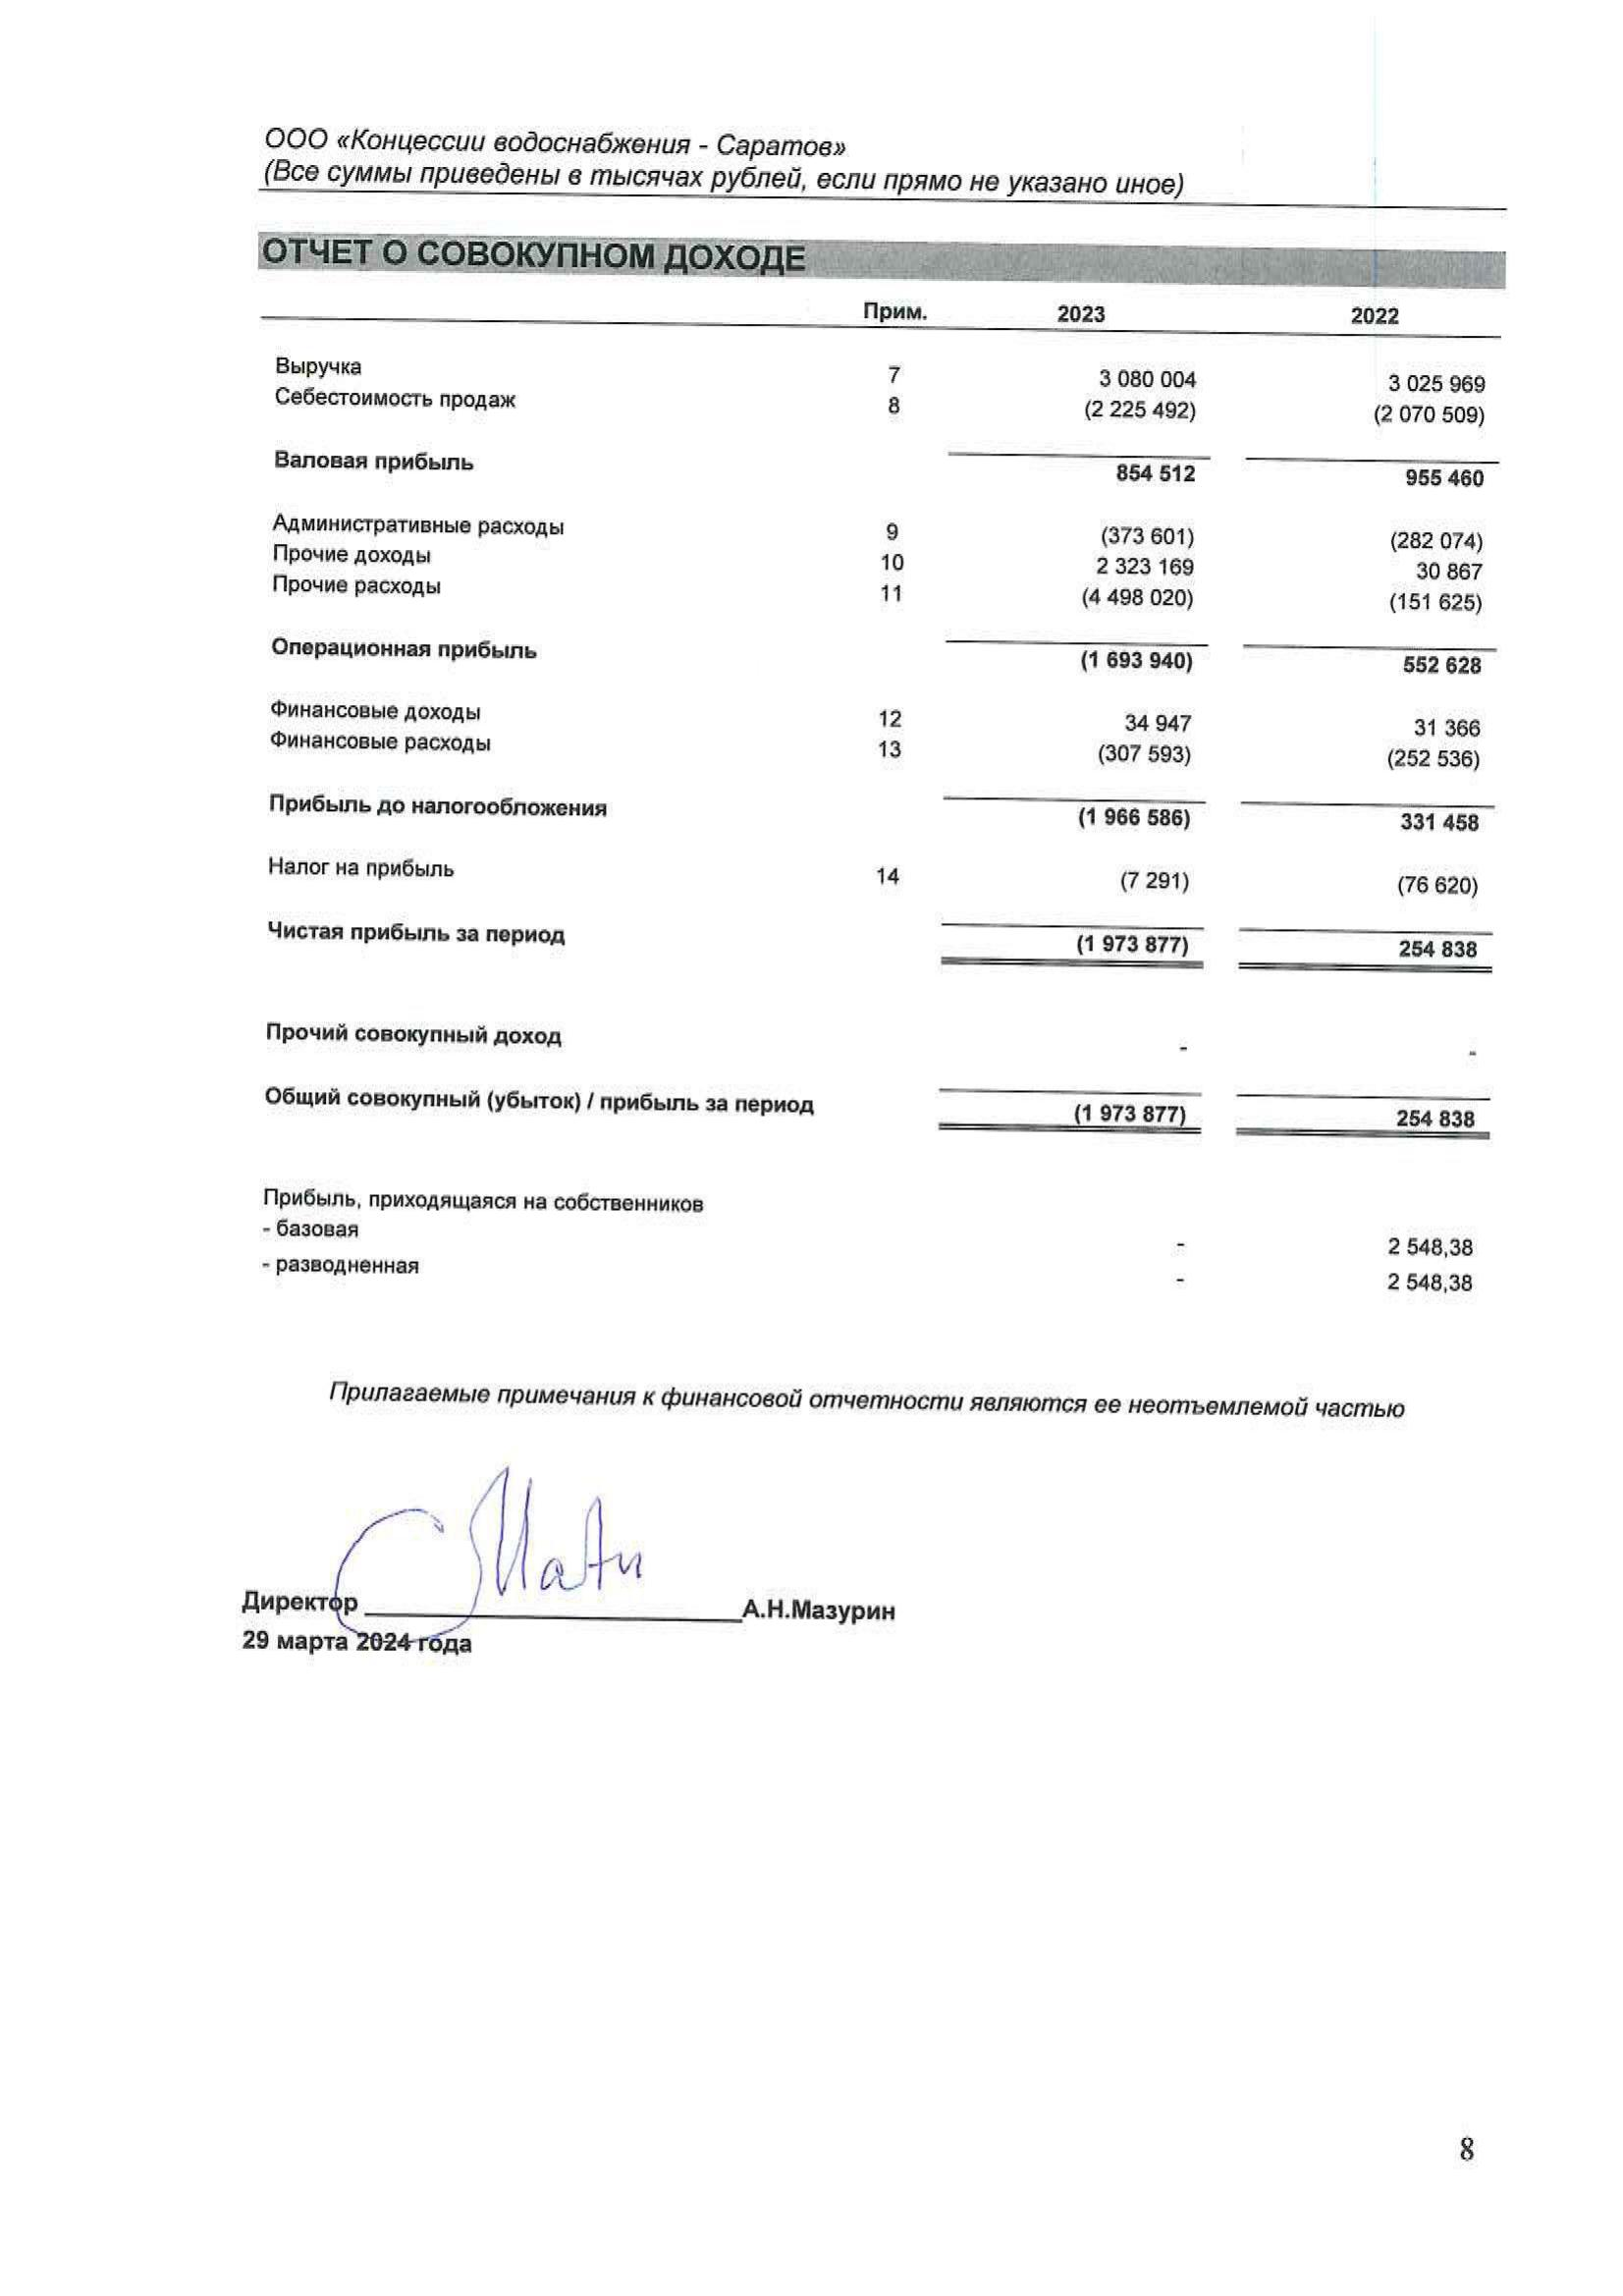 ООО «Концессии водоснабжения - Саратов»
(Все суммы приведены в тысячах рублей, если прямо не указано иное)
ОТЧЕТ О СОВОКУПНОМ ДОХОДЕ
Прим. 2023 2022
Выручка 7 3 080 004 3 025 969
Себестоимость продаж 8 (2 225 492) (2 070 509)
Валовая прибыль 854 512 955 460
Административные расходы 9 (373 601) (282 074)
Прочие доходы 10 2 323 169 30 867
Прочие расходы 11 (4 498 020) (151 625)
Операционная прибыль (1 693 940) 552 628
Финансовые доходы 12 34 947 31 366
Финансовые расходы 13 (307 593) (252 536)
Прибыль до налогообложения (1 966 586) 331 458
Налог на прибыль 14 (7 291) (76 620)
Чистая прибыль за период (1 973 877) 254 838
Прочий совокупный доход - -
Общий совокупный (убыток) / прибыль за период (1 973 877) 254 838
Прибыль, приходящаяся на собственников
- базовая - 2 548,38
- разводненная - 2 548,38
Прилагаемые примечания к финансовой отчетности являются ее неотъемлемой частью
Директор А.Н.Мазурин
29 марта 2024 года
8